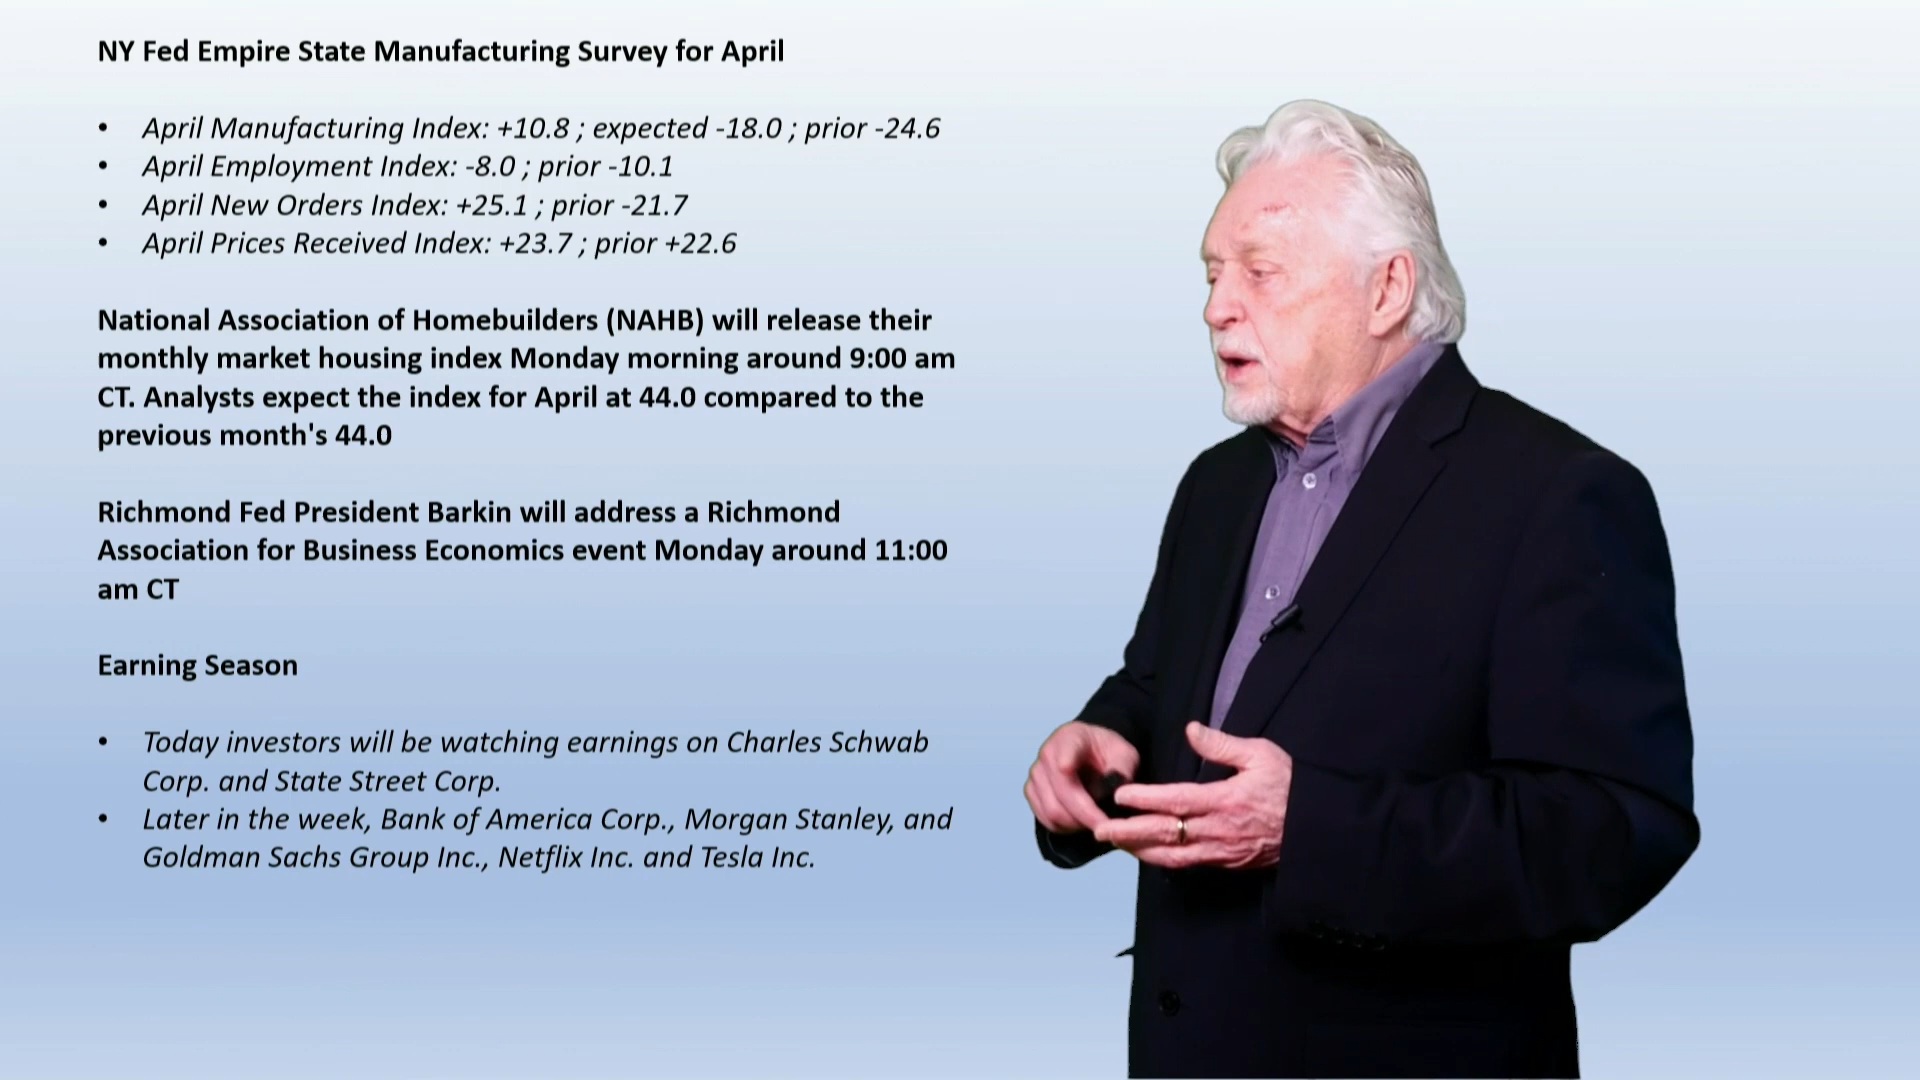 NY Fed Empire State Manufacturing Survey for April
• April Manufacturing Index: +10.8 ; expected -18.0 ; prior -24.6
• April Employment Index: -8.0 ; prior -10.1
• April New Orders Index: +25.1 ; prior -21.7
• April Prices Received Index: +23.7 ; prior +22.6
National Association of Homebuilders (NAHB) will release their
monthly market housing index Monday morning around 9:00 am
CT. Analysts expect the index for April at 44.0 compared to the
previous month's 44.0
Richmond Fed President Barkin will address a Richmond
Association for Business Economics event Monday around 11:00
am CT
Earning Season
• Today investors will be watching earnings on Charles Schwab
Corp. and State Street Corp.
• Later in the week, Bank of America Corp., Morgan Stanley, and
Goldman Sachs Group Inc., Netflix Inc. and Tesla Inc.